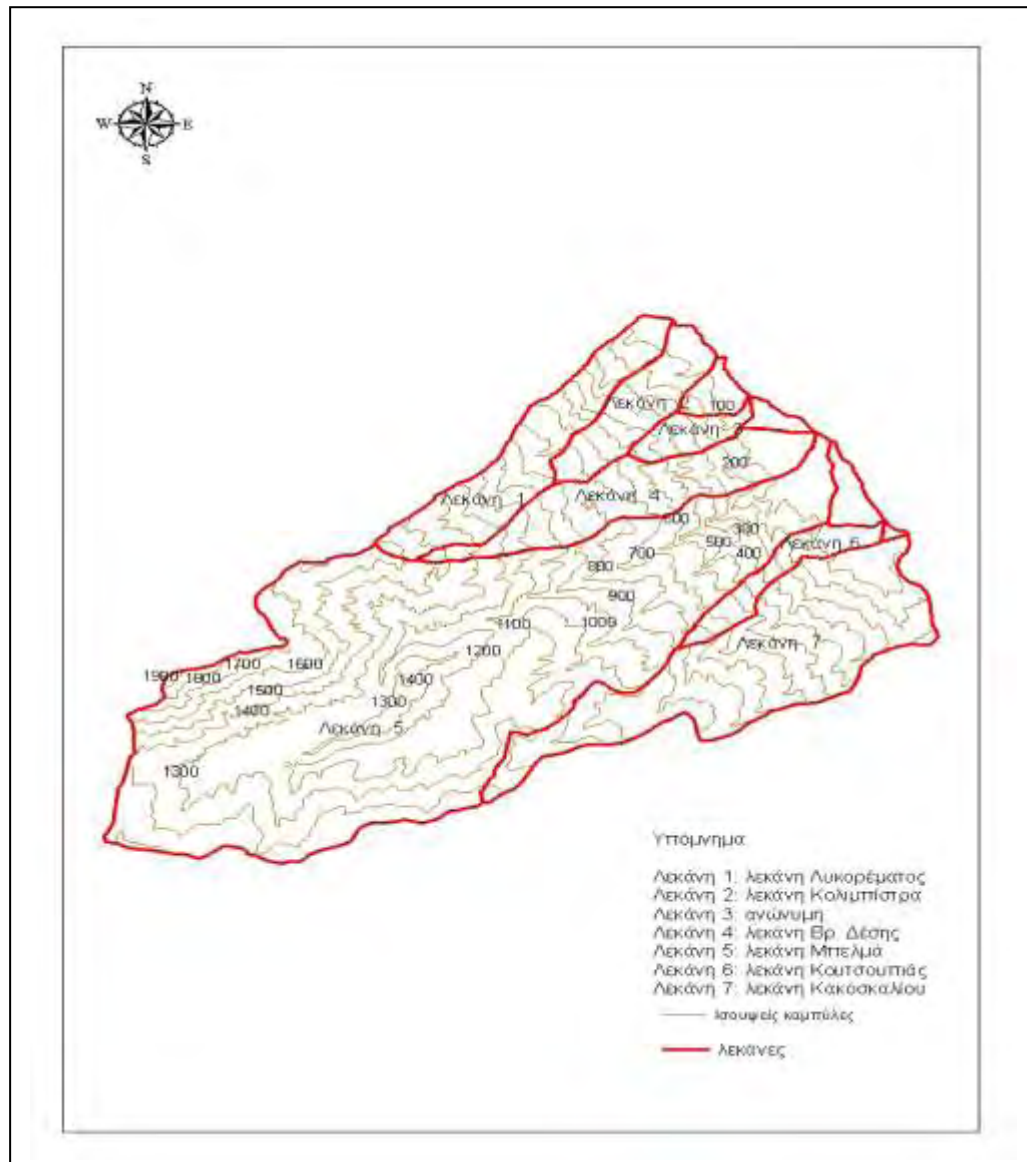 N
W E
S
Λεκάνη 2
100
Λεκάνη 3
200
Λεκάνη 1
Λεκάνη 4
600
300
500
Λεκάνη 6
700
400
800
900
1100
1000
Λεκάνη 7
1200
1700
1600
1900
1800
1400
1500
1300
1400
Λεκάνη 5
1300
Υπόμνημα
Λεκάνη 1: λεκάνη Λυκορέματος
Λεκάνη 2: λεκάνη Κολιμπίστρα
Λεκάνη 3: ανώνυμη
Λεκάνη 4: λεκάνη Θρ. Δέσης
Λεκάνη 5: λεκάνη Μπελμά
Λεκάνη 6: λεκάνη Κουτσουπιάς
Λεκάνη 7: λεκάνη Κακοσκαλίου
Ισουψείς καμπύλες
λεκάνες